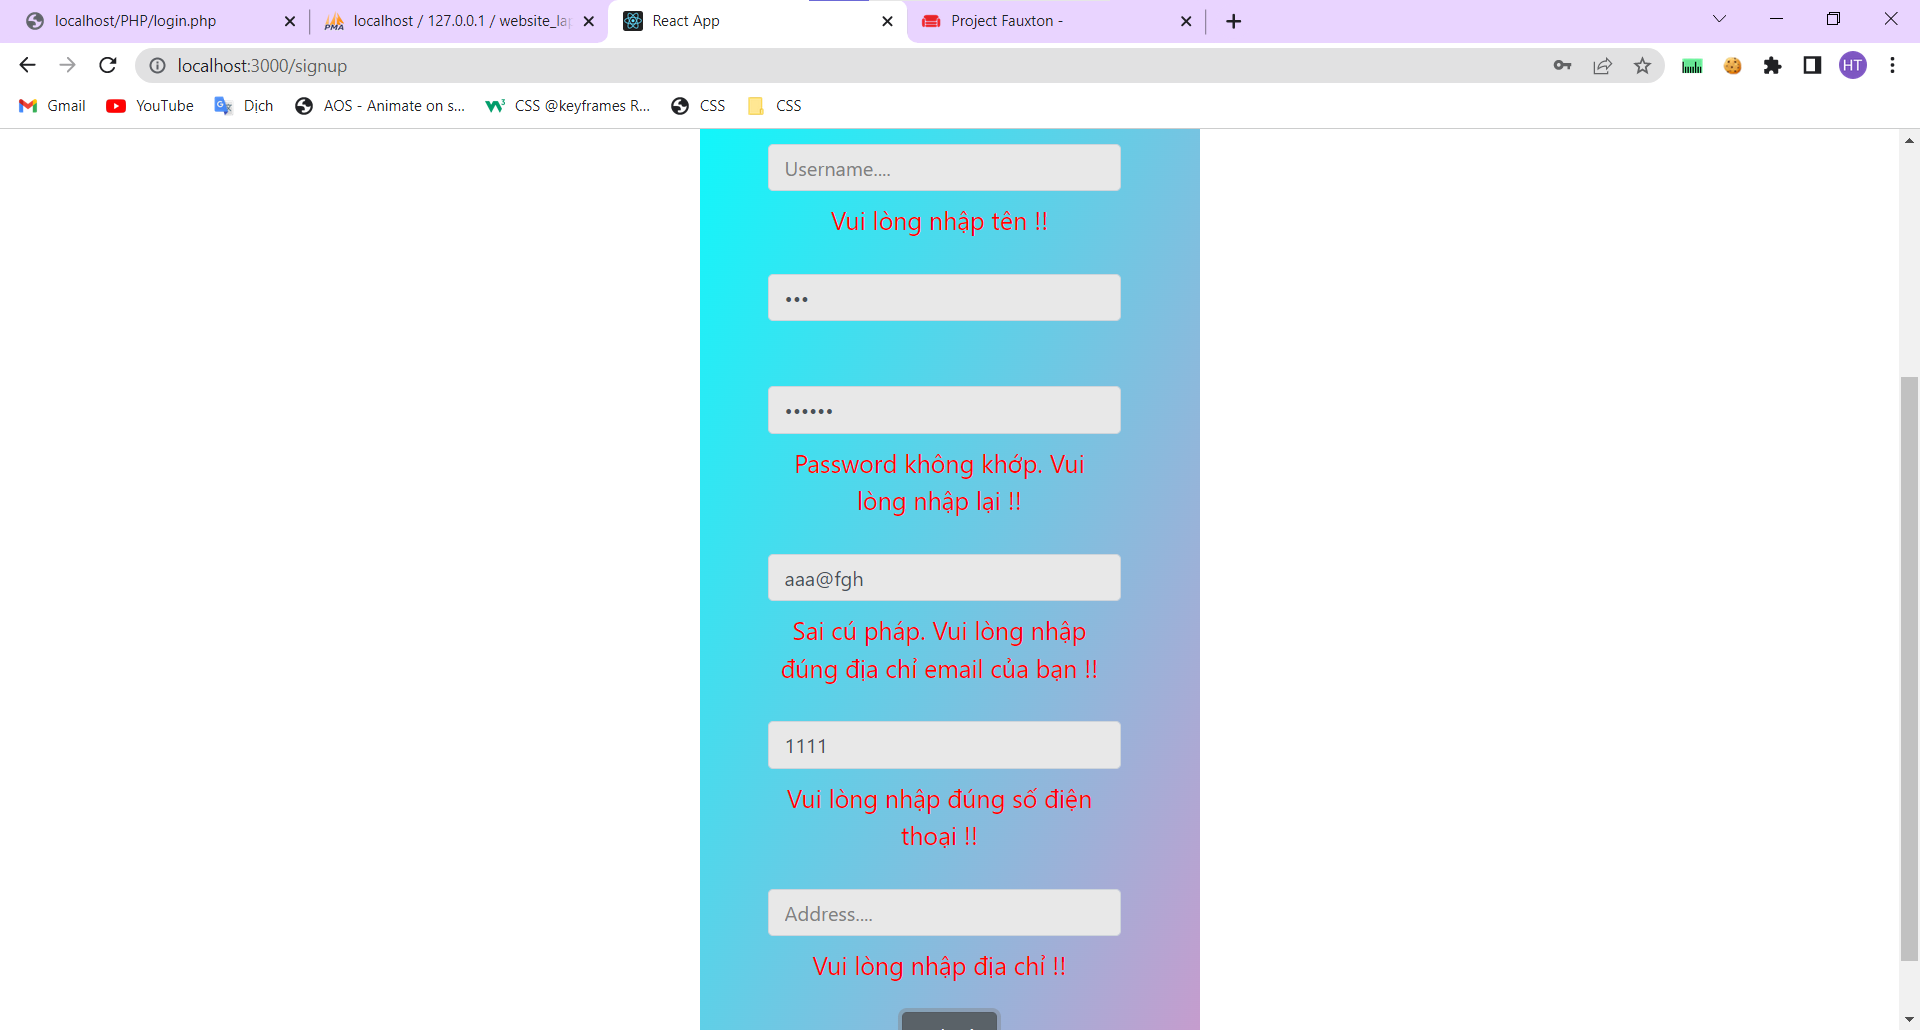 localhost/PHP/login.php
localhost / 127.0.0.1 / website_la
React App
Project Fauxton -
localhost:3000/signup
HT
Gmail
YouTube
Dịch
AOS - Animate on s...
CSS @keyframes R...
CSS
CSS
Username....
Vui lòng nhập tên !!
•••
••••••
Password không khớp. Vui
lòng nhập lại !!
aaa@fgh
Sai cú pháp. Vui lòng nhập
đúng địa chỉ email của bạn !!
1111
Vui lòng nhập đúng số điện
thoại !!
Address....
Vui lòng nhập địa chỉ !!